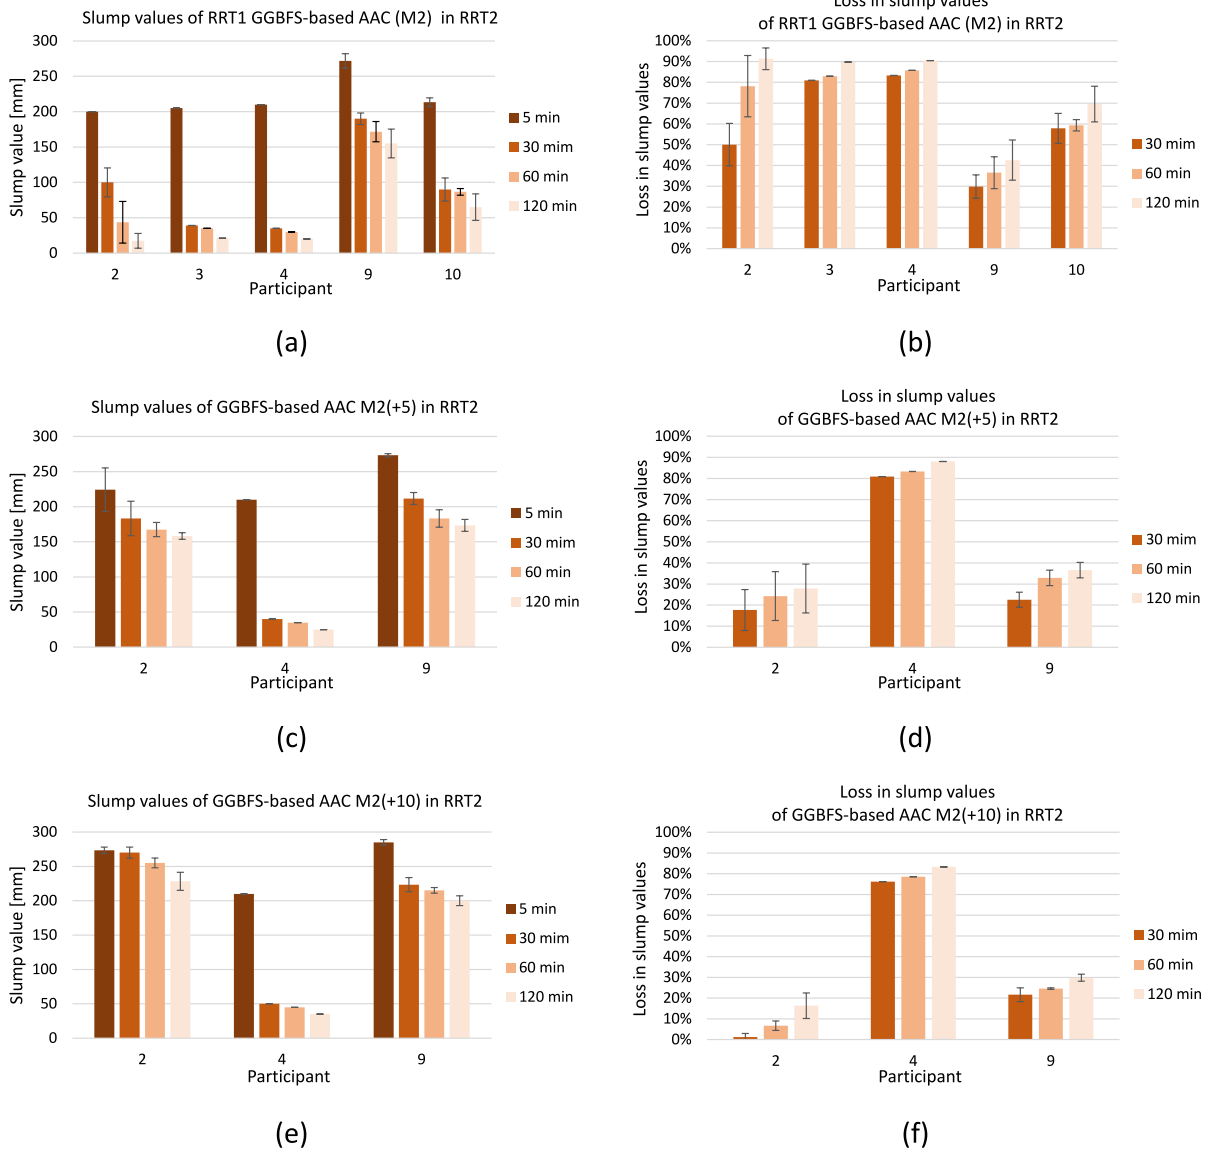 Slump values of RRT1 GGBFS-based AAC (M2) in RRT2
Slump value [mm]
300
250
200
150
100
50
0
2 3 4 9 10
Participant
5 min
30 mim
60 min
120 min
(a)
Loss in slump values
of RRT1 GGBFS-based AAC (M2) in RRT2
Loss in slump values
100%
90%
80%
70%
60%
50%
40%
30%
20%
10%
0%
2 3 4 9 10
Participant
30 mim
60 min
120 min
(b)
Slump values of GGBFS-based AAC M2(+5) in RRT2
Slump value [mm]
300
250
200
150
100
50
0
2 4 9
Participant
5 min
30 mim
60 min
120 min
(c)
Loss in slump values
of GGBFS-based AAC M2(+5) in RRT2
Loss in slump values
100%
90%
80%
70%
60%
50%
40%
30%
20%
10%
0%
2 4 9
Participant
30 mim
60 min
120 min
(d)
Slump values of GGBFS-based AAC M2(+10) in RRT2
Slump value [mm]
300
250
200
150
100
50
0
2 4 9
Participant
5 min
30 mim
60 min
120 min
(e)
Loss in slump values
of GGBFS-based AAC M2(+10) in RRT2
Loss in slump values
100%
90%
80%
70%
60%
50%
40%
30%
20%
10%
0%
2 4 9
Participant
30 mim
60 min
120 min
(f)